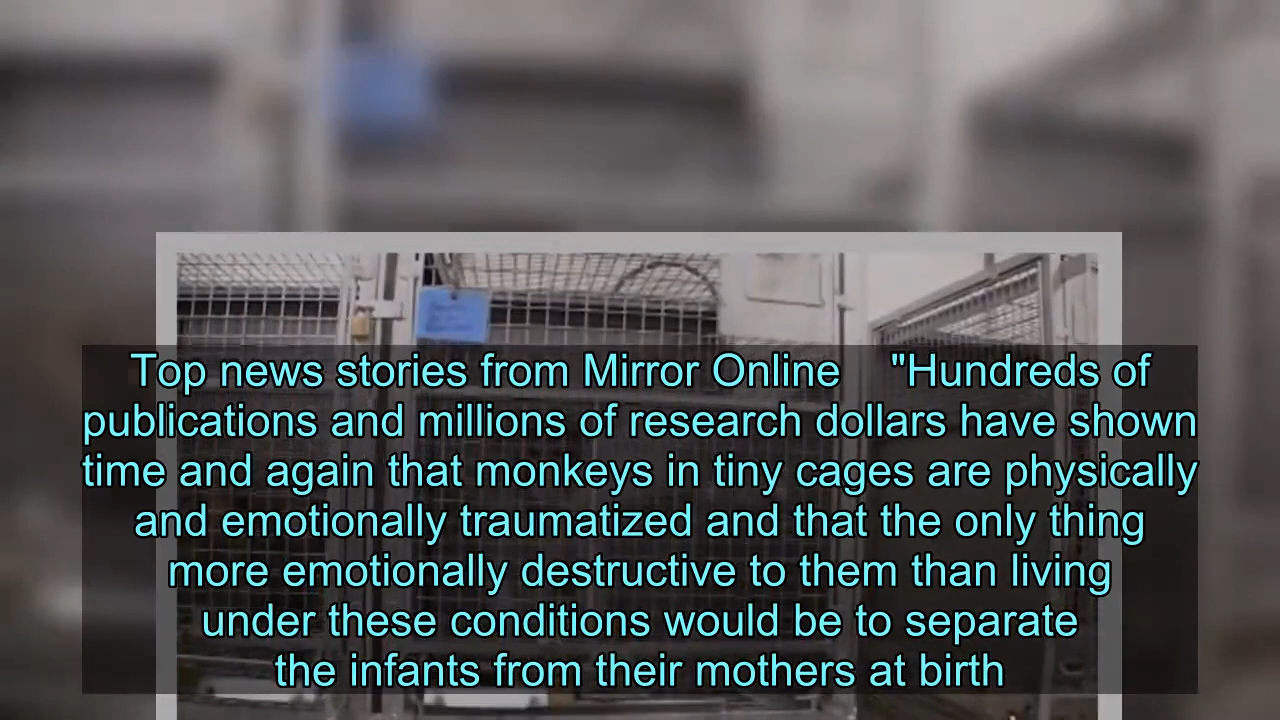 Top news stories from Mirror Online    "Hundreds of
publications and millions of research dollars have shown
time and again that monkeys in tiny cages are physically
and emotionally traumatized and that the only thing
more emotionally destructive to them than living
under these conditions would be to separate
the infants from their mothers at birth